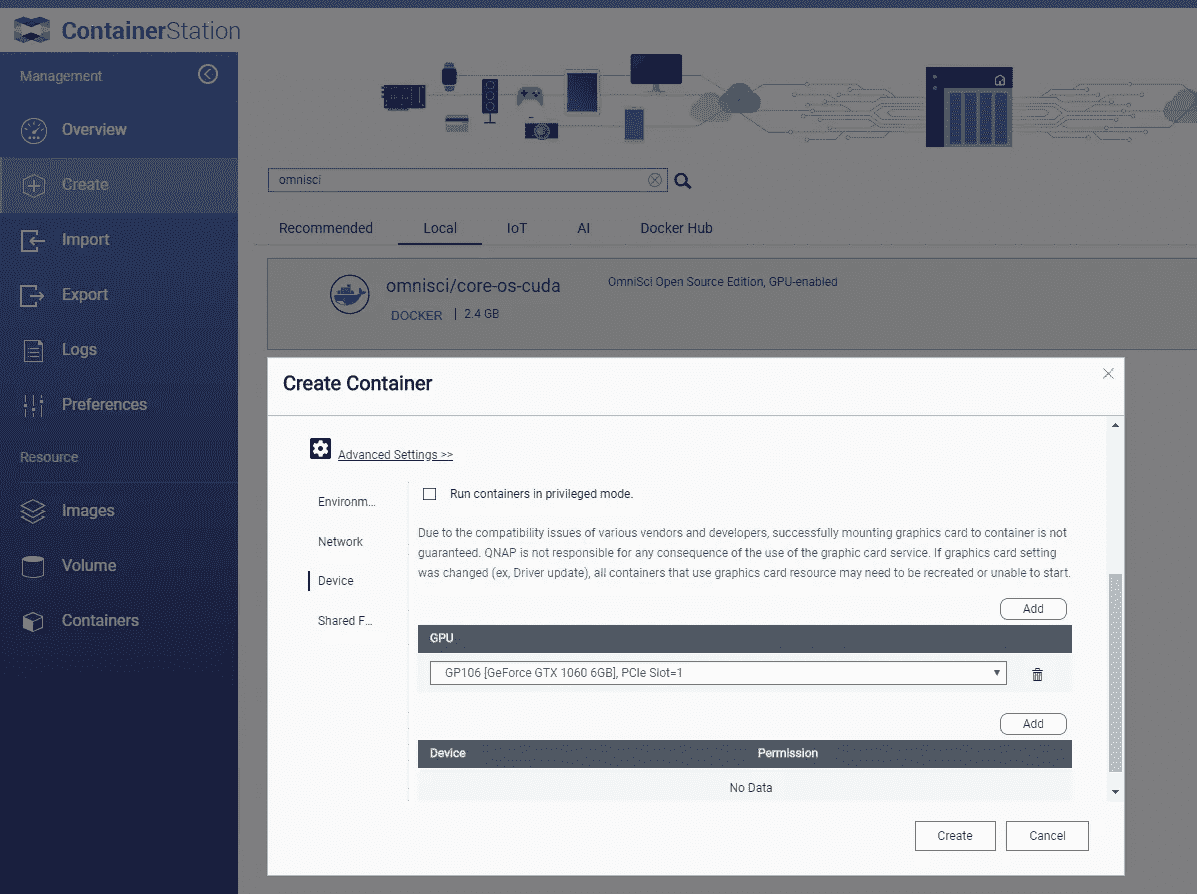 ContainerStation
Management
Overview
Create
Import
Export
Logs
Preferences
Resource
Images
Volume
Containers
omnisci
Recommended Local IoT AI Docker Hub
omnisci/core-os-cuda
OmniSci Open Source Edition, GPU-enabled
DOCKER | 2.4 GB
Create Container
Advanced Settings >>
Environm...
Network
Device
Shared F...
Run containers in privileged mode.
Due to the compatibility issues of various vendors and developers, successfully mounting graphics card to container is not
guaranteed. QNAP is not responsible for any consequence of the use of the graphic card service. If graphics card setting
was changed (ex, Driver update), all containers that use graphics card resource may need to be recreated or unable to start.
Add
GPU
GP106 [GeForce GTX 1060 6GB], PCIe Slot=1
Add
Device Permission
No Data
Create Cancel